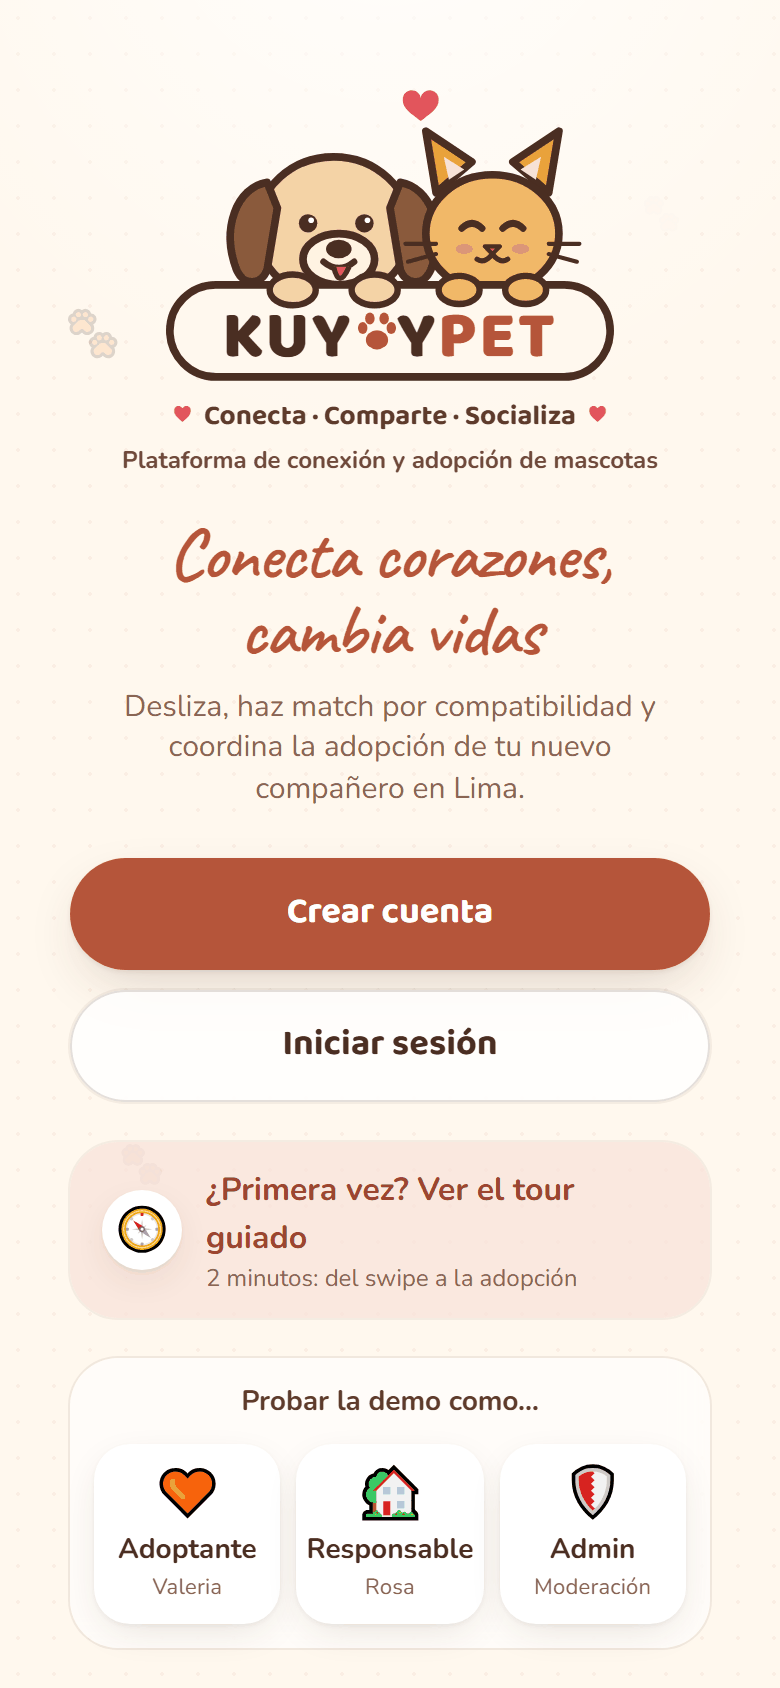 KUYYPET
Conecta · Comparte · Socializa
Plataforma de conexión y adopción de mascotas
Conecta corazones,
cambia vidas
Desliza, haz match por compatibilidad y
coordina la adopción de tu nuevo
compañero en Lima.
Crear cuenta
Iniciar sesión
¿Primera vez? Ver el tour
guiado
2 minutos: del swipe a la adopción
Probar la demo como...
Adoptante
Valeria
Responsable
Rosa
Admin
Moderación